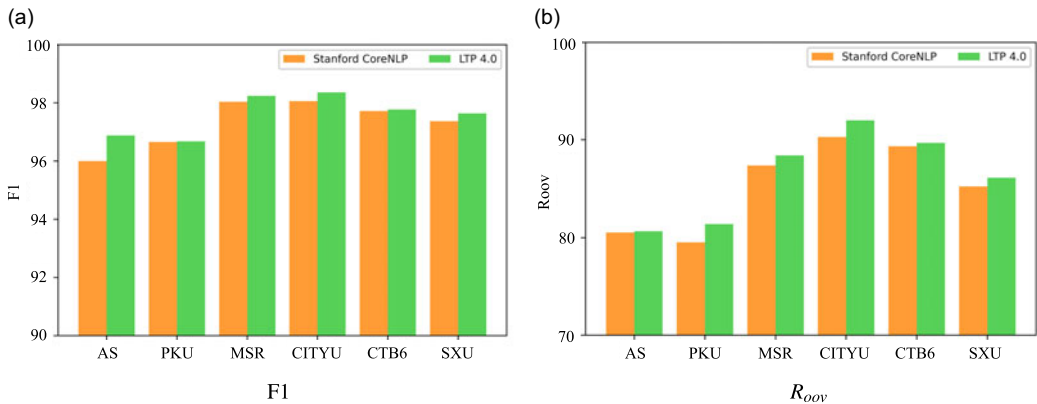 (a)
100
98
96
94
92
90
F1
Stanford CoreNLP LTP 4.0
AS PKU MSR CITYU CTB6 SXU
F1
(b)
100
90
80
70
Roov
Stanford CoreNLP LTP 4.0
AS PKU MSR CITYU CTB6 SXU
Roov